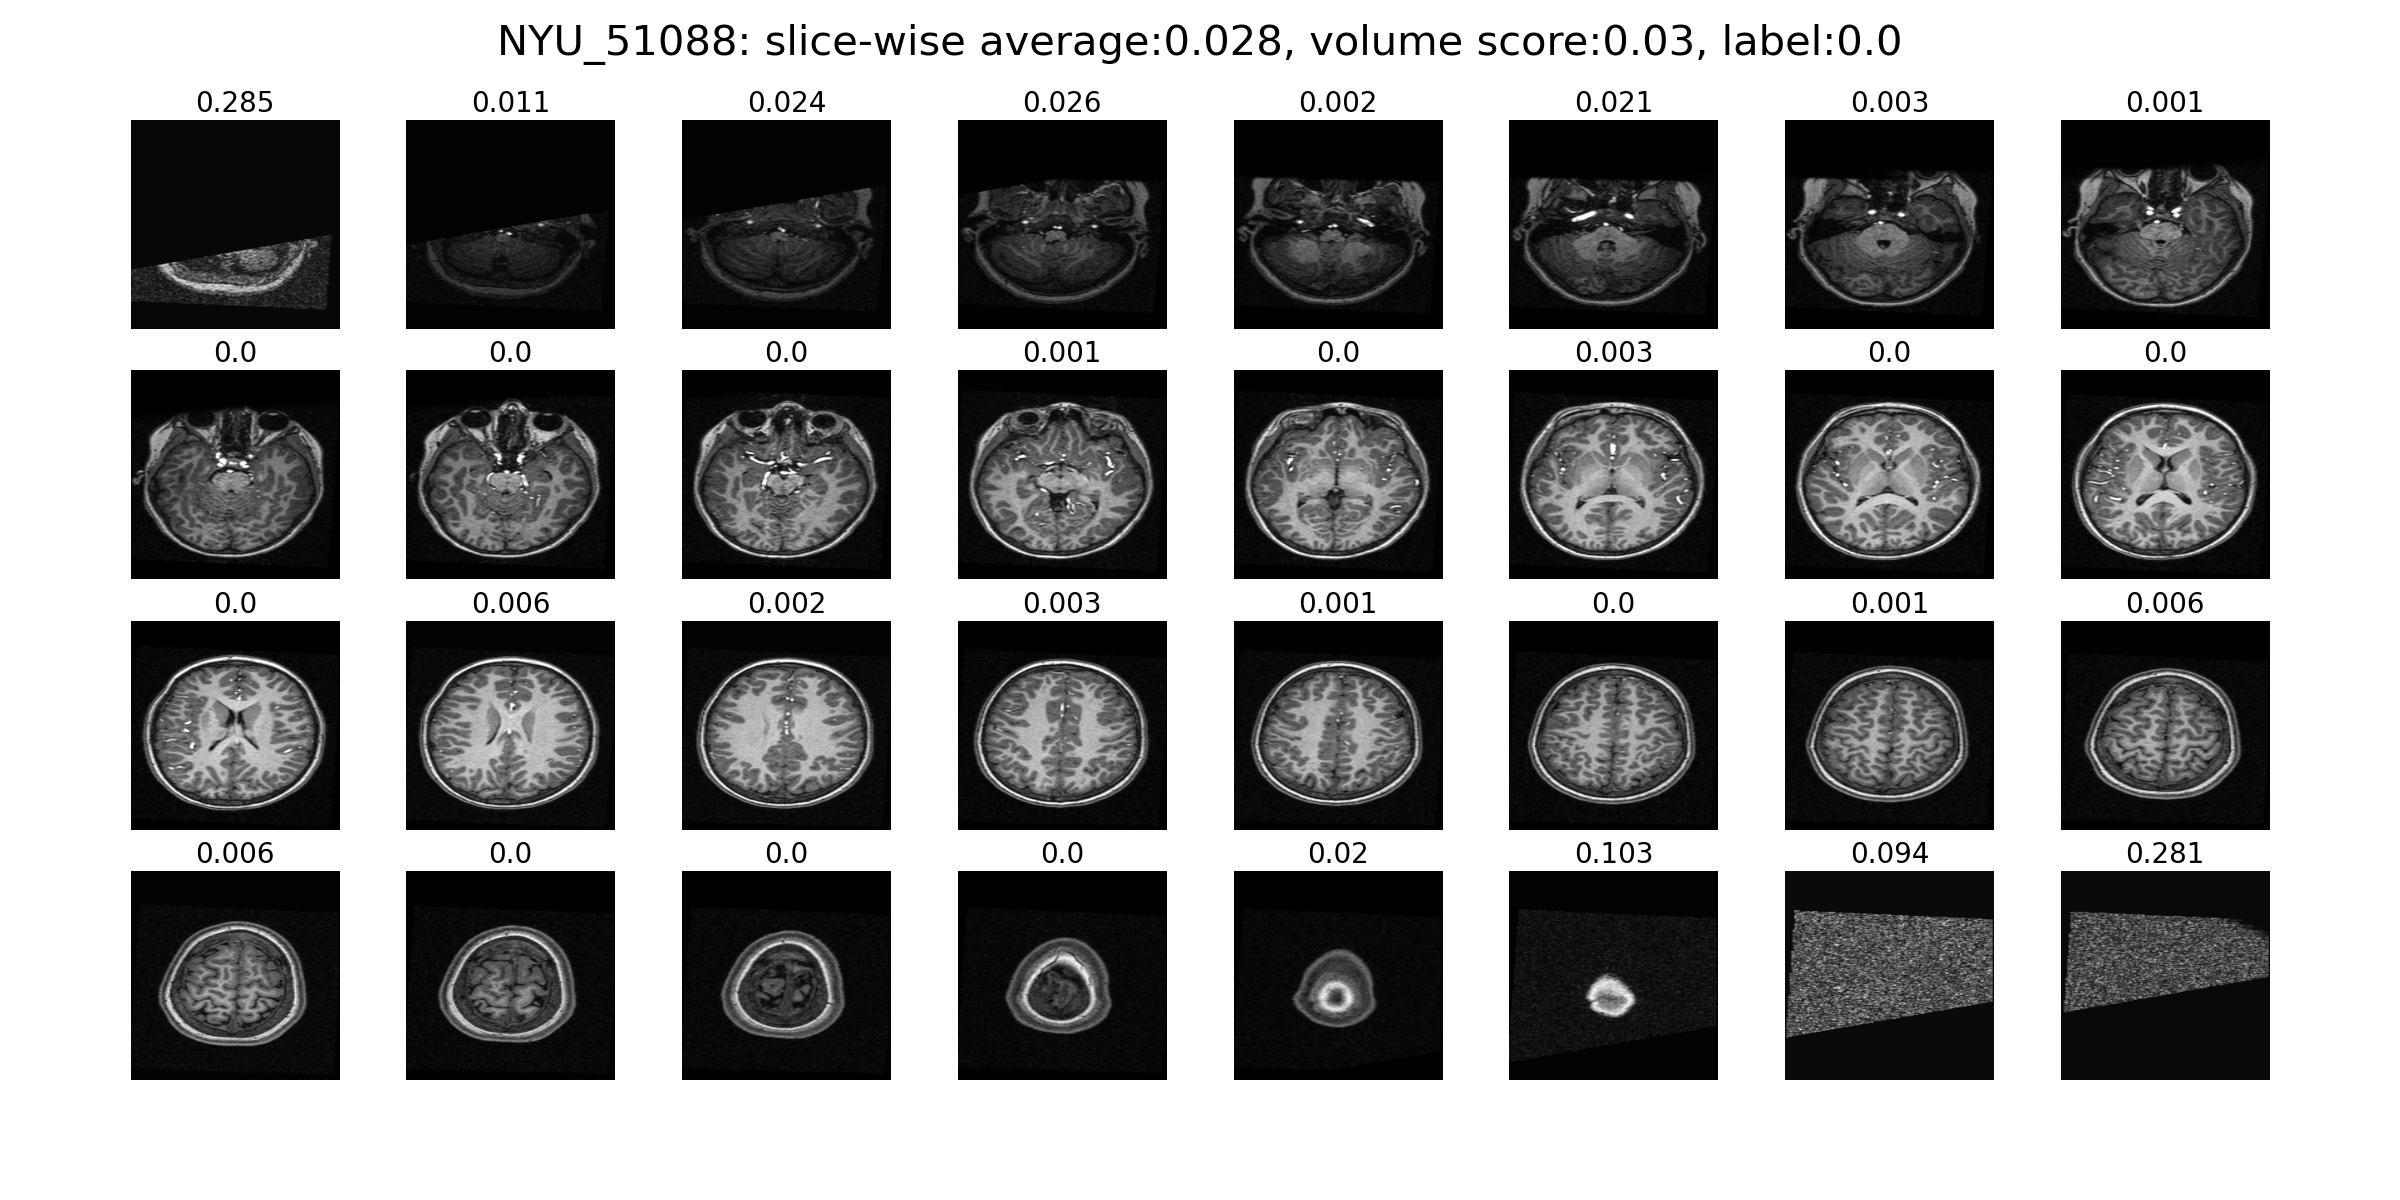 NYU_51088: slice-wise average:0.028, volume score:0.03, label:0.0
0.285 0.011 0.024 0.026 0.002 0.021 0.003 0.001
0.0 0.0 0.0 0.001 0.0 0.003 0.0 0.0
0.0 0.006 0.002 0.003 0.001 0.0 0.001 0.006
0.006 0.0 0.0 0.0 0.02 0.103 0.094 0.281